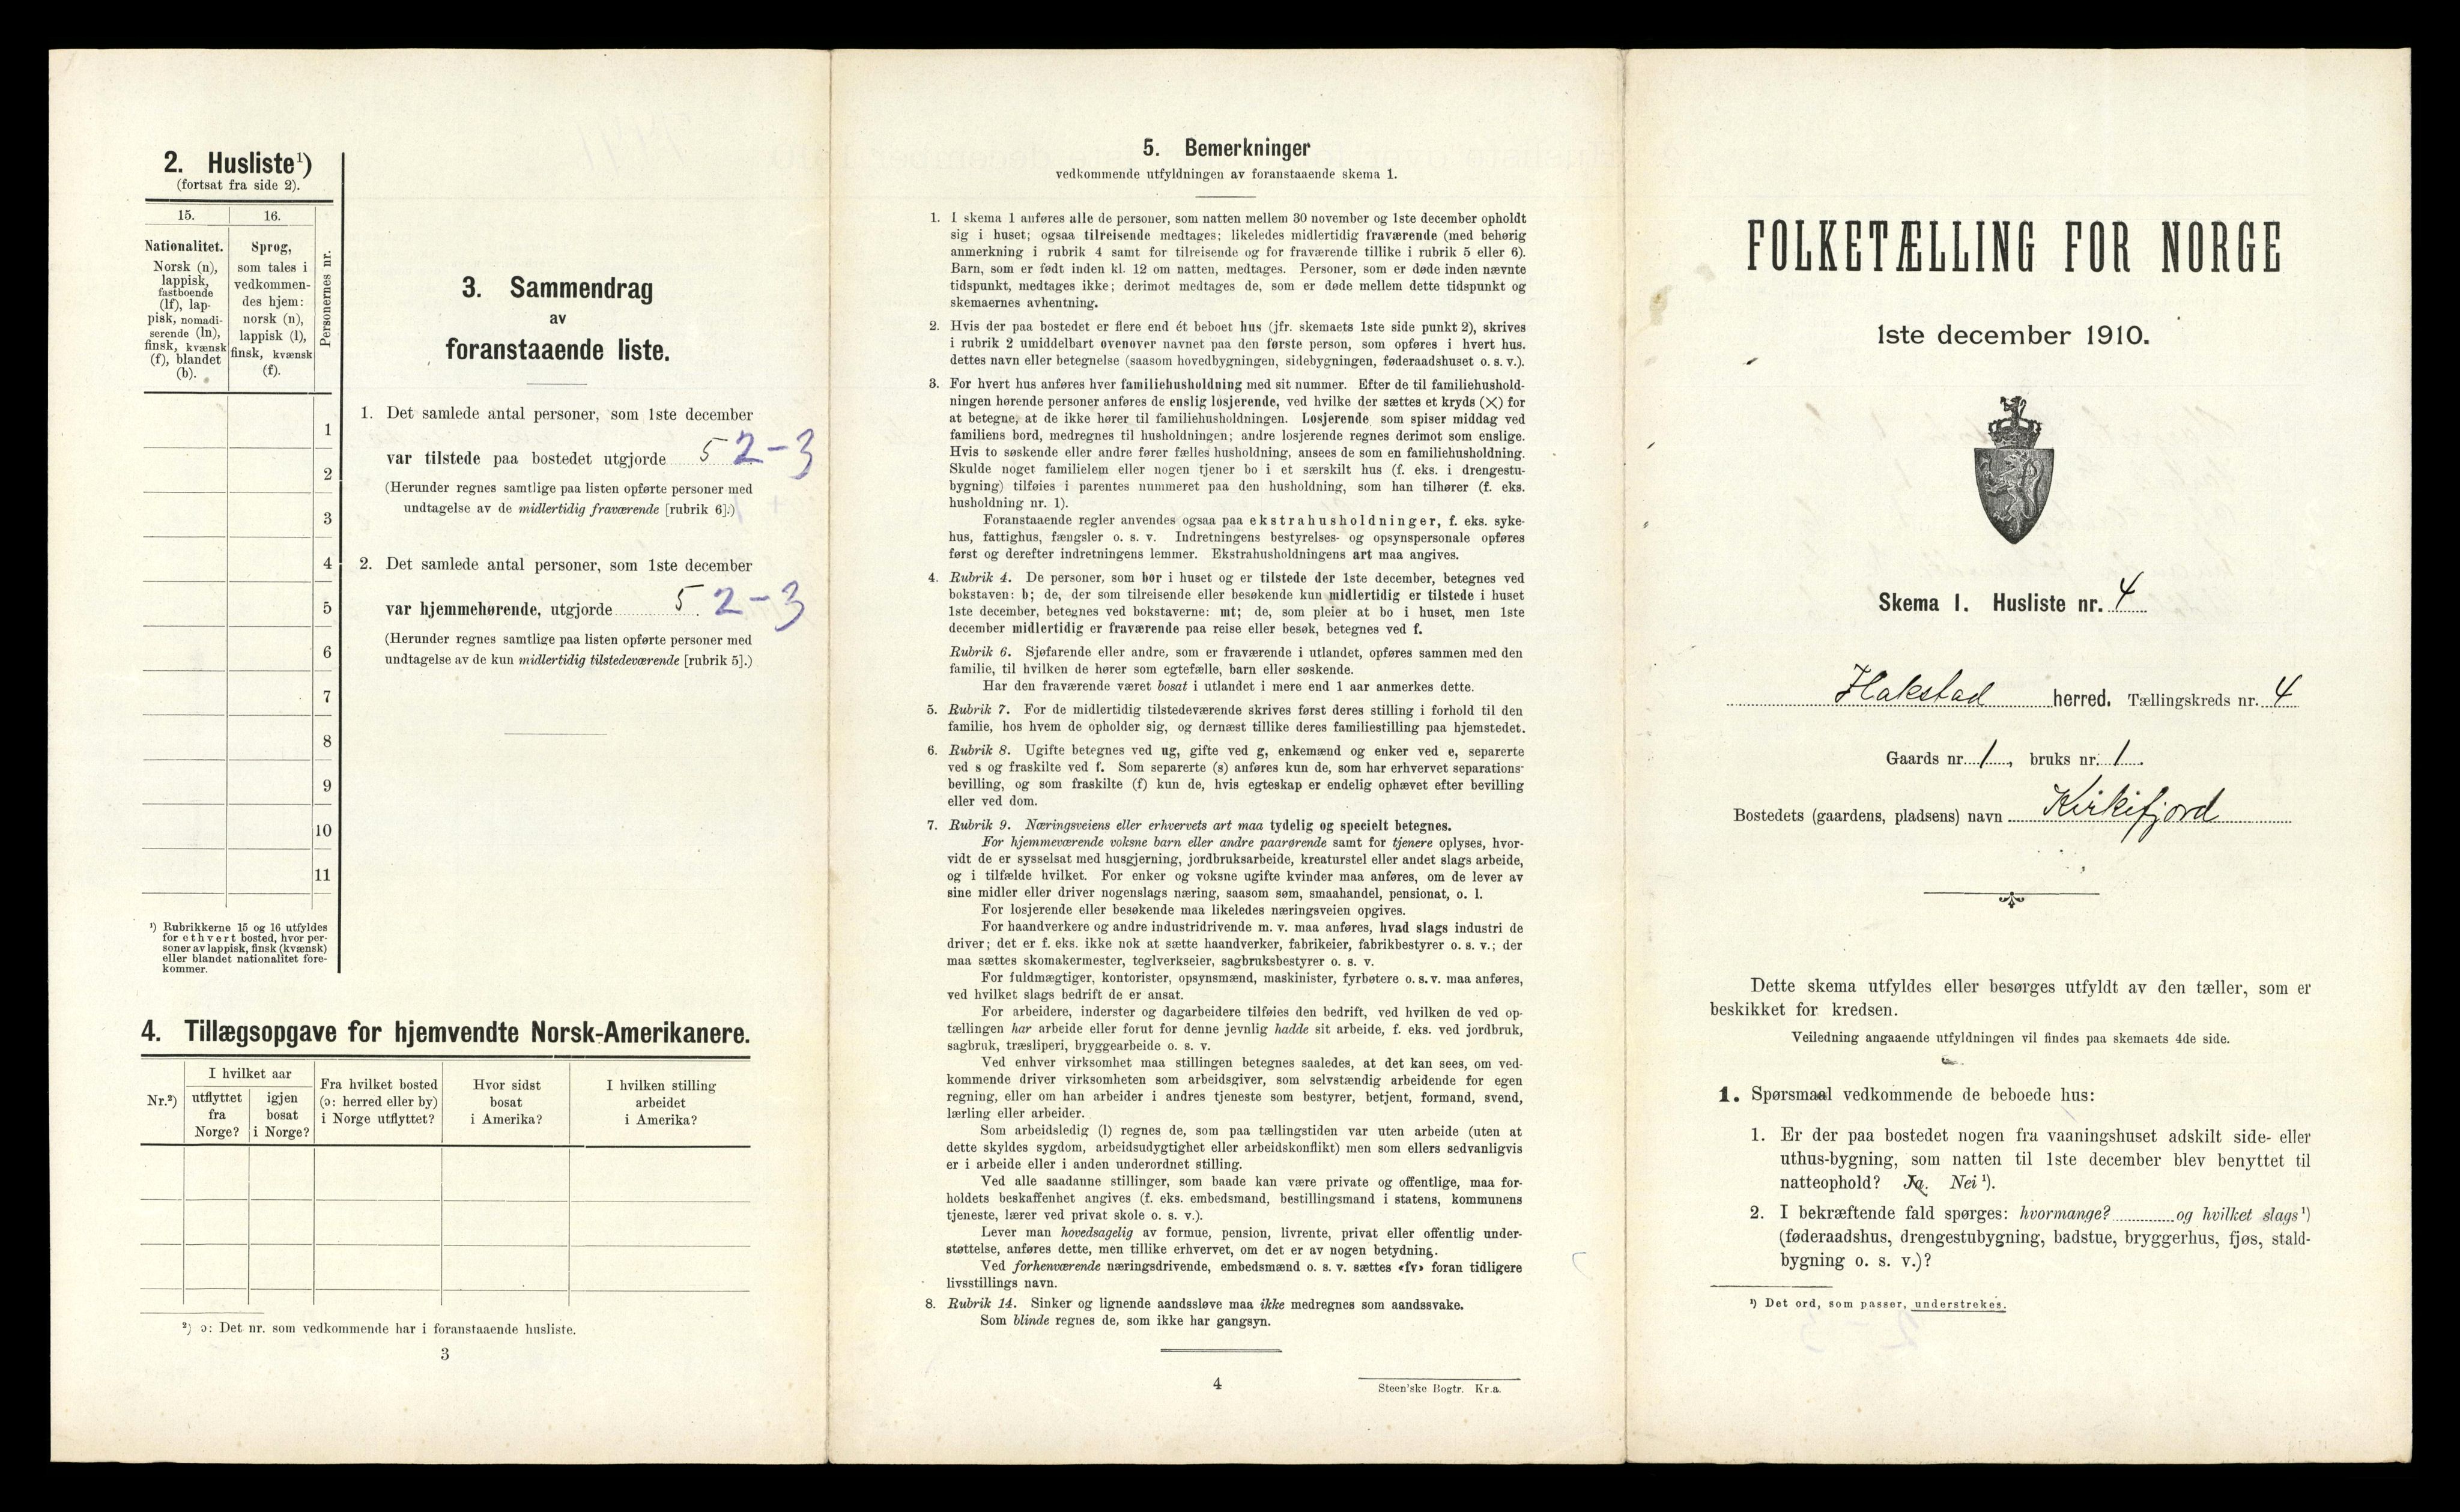 2. Husliste¹)
(fortsat fra side 2).
15.
16.
Personernes nr.
Nationalitet.
Norsk (n),
lappisk,
fastboende
(lf), lap-
pisk, nomadi-
serende (ln),
finsk, kvænsk
(f), blandet
(b).
Sprog,
som tales i
vedkommen-
des hjem:
norsk (n),
lappisk (l),
finsk, kvænsk
(f).
1
2
3
4
5
6
7
8
9
10
11
¹) Rubrikkerne 15 og 16 utfyldes
for ethvert bosted, hvor per-
soner av lappisk, finsk (kvænsk)
eller blandet nationalitet fore-
kommer.
3. Sammendrag
av
foranstaaende liste.
1. Det samlede antal personer, som 1ste december
var tilstede paa bostedet utgjorde 5 2-3
(Herunder regnes samtlige paa listen opførte personer med
undtagelse av de midlertidig fraværende [rubrik 6].)
2. Det samlede antal personer, som 1ste december
var hjemmehørende, utgjorde 5. 2-3
(Herunder regnes samtlige paa listen opførte personer med
undtagelse av de kun midlertidig tilstedeværende [rubrik 5].)
4. Tillægsopgave for hjemvendte Norsk-Amerikanere.
Nr.²)
I hvilket aar
utflyttet
fra
Norge?
igjen
bosat
i Norge?
Fra hvilket bosted
(ɔ: herred eller by)
i Norge utflyttet?
Hvor sidst
bosat
i Amerika?
I hvilken stilling
arbeidet
i Amerika?
²) ɔ: Det nr. som vedkommende har i foranstaaende husliste.
3
5. Bemerkninger
vedkommende utfyldningen av foranstaaende skema 1.
1. I skema 1 anføres alle de personer, som natten mellem 30 november og 1ste december opholdt
sig i huset; ogsaa tilreisende medtages; likeledes midlertidig fraværende (med behørig
anmerkning i rubrik 4 samt for tilreisende og for fraværende tillike i rubrik 5 eller 6).
Barn, som er født inden kl. 12 om natten, medtages. Personer, som er døde inden nævnte
tidspunkt, medtages ikke; derimot medtages de, som er døde mellem dette tidspunkt og
skemaernes avhentning.
2. Hvis der paa bostedet er flere end ét beboet hus (jfr. skemaets 1ste side punkt 2), skrives
i rubrik 2 umiddelbart ovenover navnet paa den første person, som opføres i hvert hus.
dettes navn eller betegnelse (saasom hovedbygningen, sidebygningen, føderaadshuset o. s. v.).
3. For hvert hus anføres hver familiehusholdning med sit nummer. Efter de til familiehushold-
ningen hørende personer anføres de enslig losjerende, ved hvilke der sættes et kryds (×) for
at betegne, at de ikke hører til familiehusholdningen. Losjerende som spiser middag ved
familiens bord, medregnes til husholdningen; andre losjerende regnes derimot som enslige.
Hvis to søskende eller andre fører fælles husholdning, ansees de som en familiehusholdning.
Skulde noget familielem eller nogen tjener bo i et særskilt hus (f. eks. i drengestu-
bygning) tilføies i parentes nummeret paa den husholdning, som han tilhører (f. eks.
husholdning nr. 1).
Foranstaaende regler anvendes ogsaa paa ekstrahusholdninger, f. eks. syke-
hus, fattighus, fængsler o. s. v. Indretningens bestyrelses- og opsynspersonale opføres
først og derefter indretningens lemmer. Ekstrahusholdningens art maa angives.
4. Rubrik 4. De personer, som bor i huset og er tilstede der 1ste december, betegnes ved
bokstaven: b; de, der som tilreisende eller besøkende kun midlertidig er tilstede i huset
1ste december, betegnes ved bokstaverne: mt; de, som pleier at bo i huset, men 1ste
december midlertidig er fraværende paa reise eller besøk, betegnes ved f.
Rubrik 6. Sjøfarende eller andre, som er fraværende i utlandet, opføres sammen med den
familie, til hvilken de hører som egtefælle, barn eller søskende.
Har den fraværende været bosat i utlandet i mere end 1 aar anmerkes dette.
5. Rubrik 7. For de midlertidig tilstedeværende skrives først deres stilling i forhold til den
familie, hos hvem de opholder sig, og dernæst tillike deres familiestilling paa hjemstedet.
6. Rubrik 8. Ugifte betegnes ved ug, gifte ved g, enkemænd og enker ved e, separerte
ved s og fraskilte ved f. Som separerte (s) anføres kun de, som har erhvervet separations-
bevilling, og som fraskilte (f) kun de, hvis egteskap er endelig ophævet efter bevilling
eller ved dom.
7. Rubrik 9. Næringsveiens eller erhvervets art maa tydelig og specielt betegnes.
For hjemmeværende voksne barn eller andre paarørende samt for tjenere oplyses, hvor-
vidt de er sysselsat med husgjerning, jordbruksarbeide, kreaturstel eller andet slags arbeide,
og i tilfælde hvilket. For enker og voksne ugifte kvinder maa anføres, om de lever av
sine midler eller driver nogenslags næring, saasom søm, smaahandel, pensionat, o. l.
For losjerende eller besøkende maa likeledes næringsveien opgives.
For haandverkere og andre industridrivende m. v. maa anføres, hvad slags industri de
driver; det er f. eks. ikke nok at sætte haandverker, fabrikeier, fabrikbestyrer o. s. v.; der
maa sættes skomakermester, teglverkseier, sagbruksbestyrer o. s. v.
For fuldmægtiger, kontorister, opsynsmænd, maskinister, fyrbøtere o. s. v. maa anføres,
ved hvilket slags bedrift de er ansat.
For arbeidere, inderster og dagarbeidere tilføies den bedrift, ved hvilken de ved op-
tællingen har arbeide eller forut for denne jevnlig hadde sit arbeide, f. eks. ved jordbruk,
sagbruk, træsliperi, bryggearbeide o. s. v.
Ved enhver virksomhet maa stillingen betegnes saaledes, at det kan sees, om ved-
kommende driver virksomheten som arbeidsgiver, som selvstændig arbeidende for egen
regning, eller om han arbeider i andres tjeneste som bestyrer, betjent, formand, svend,
lærling eller arbeider.
Som arbeidsledig (l) regnes de, som paa tællingstiden var uten arbeide (uten at
dette skyldes sygdom, arbeidsudygtighet eller arbeidskonflikt) men som ellers sedvanligvis
er i arbeide eller i anden underordnet stilling.
Ved alle saadanne stillinger, som baade kan være private og offentlige, maa for-
holdets beskaffenhet angives (f. eks. embedsmand, bestillingsmand i statens, kommunens
tjeneste, lærer ved privat skole o. s. v.).
Lever man hovedsagelig av formue, pension, livrente, privat eller offentlig under-
støttelse, anføres dette, men tillike erhvervet, om det er av nogen betydning.
Ved forhenværende næringsdrivende, embedsmænd o. s. v. sættes «fv» foran tidligere
livsstillings navn.
8. Rubrik 14. Sinker og lignende aandssløve maa ikke medregnes som aandssvake.
Som blinde regnes de, som ikke har gangsyn.
4
Steen'ske Bogtr. Kr.a.
FOLKETÆLLING FOR NORGE
1ste december 1910.
Skema 1. Husliste nr. 4
Flakstad herred. Tællingskreds nr. 4
Gaards nr. 1, bruks nr. 1.
Bostedets (gaardens, pladsens) navn Kirkifjord
Dette skema utfyldes eller besørges utfyldt av den tæller, som er
beskikket for kredsen.
Veiledning angaaende utfyldningen vil findes paa skemaets 4de side.
1. Spørsmaal vedkommende de beboede hus:
1. Er der paa bostedet nogen fra vaaningshuset adskilt side- eller
uthus-bygning, som natten til 1ste december blev benyttet til
natteophold? Ja. Nei ¹).
2. I bekræftende fald spørges: hvormange? og hvilket slags ¹)
(føderaadshus, drengestubygning, badstue, bryggerhus, fjøs, stald-
bygning o. s. v.)?
¹) Det ord, som passer, understrekes.